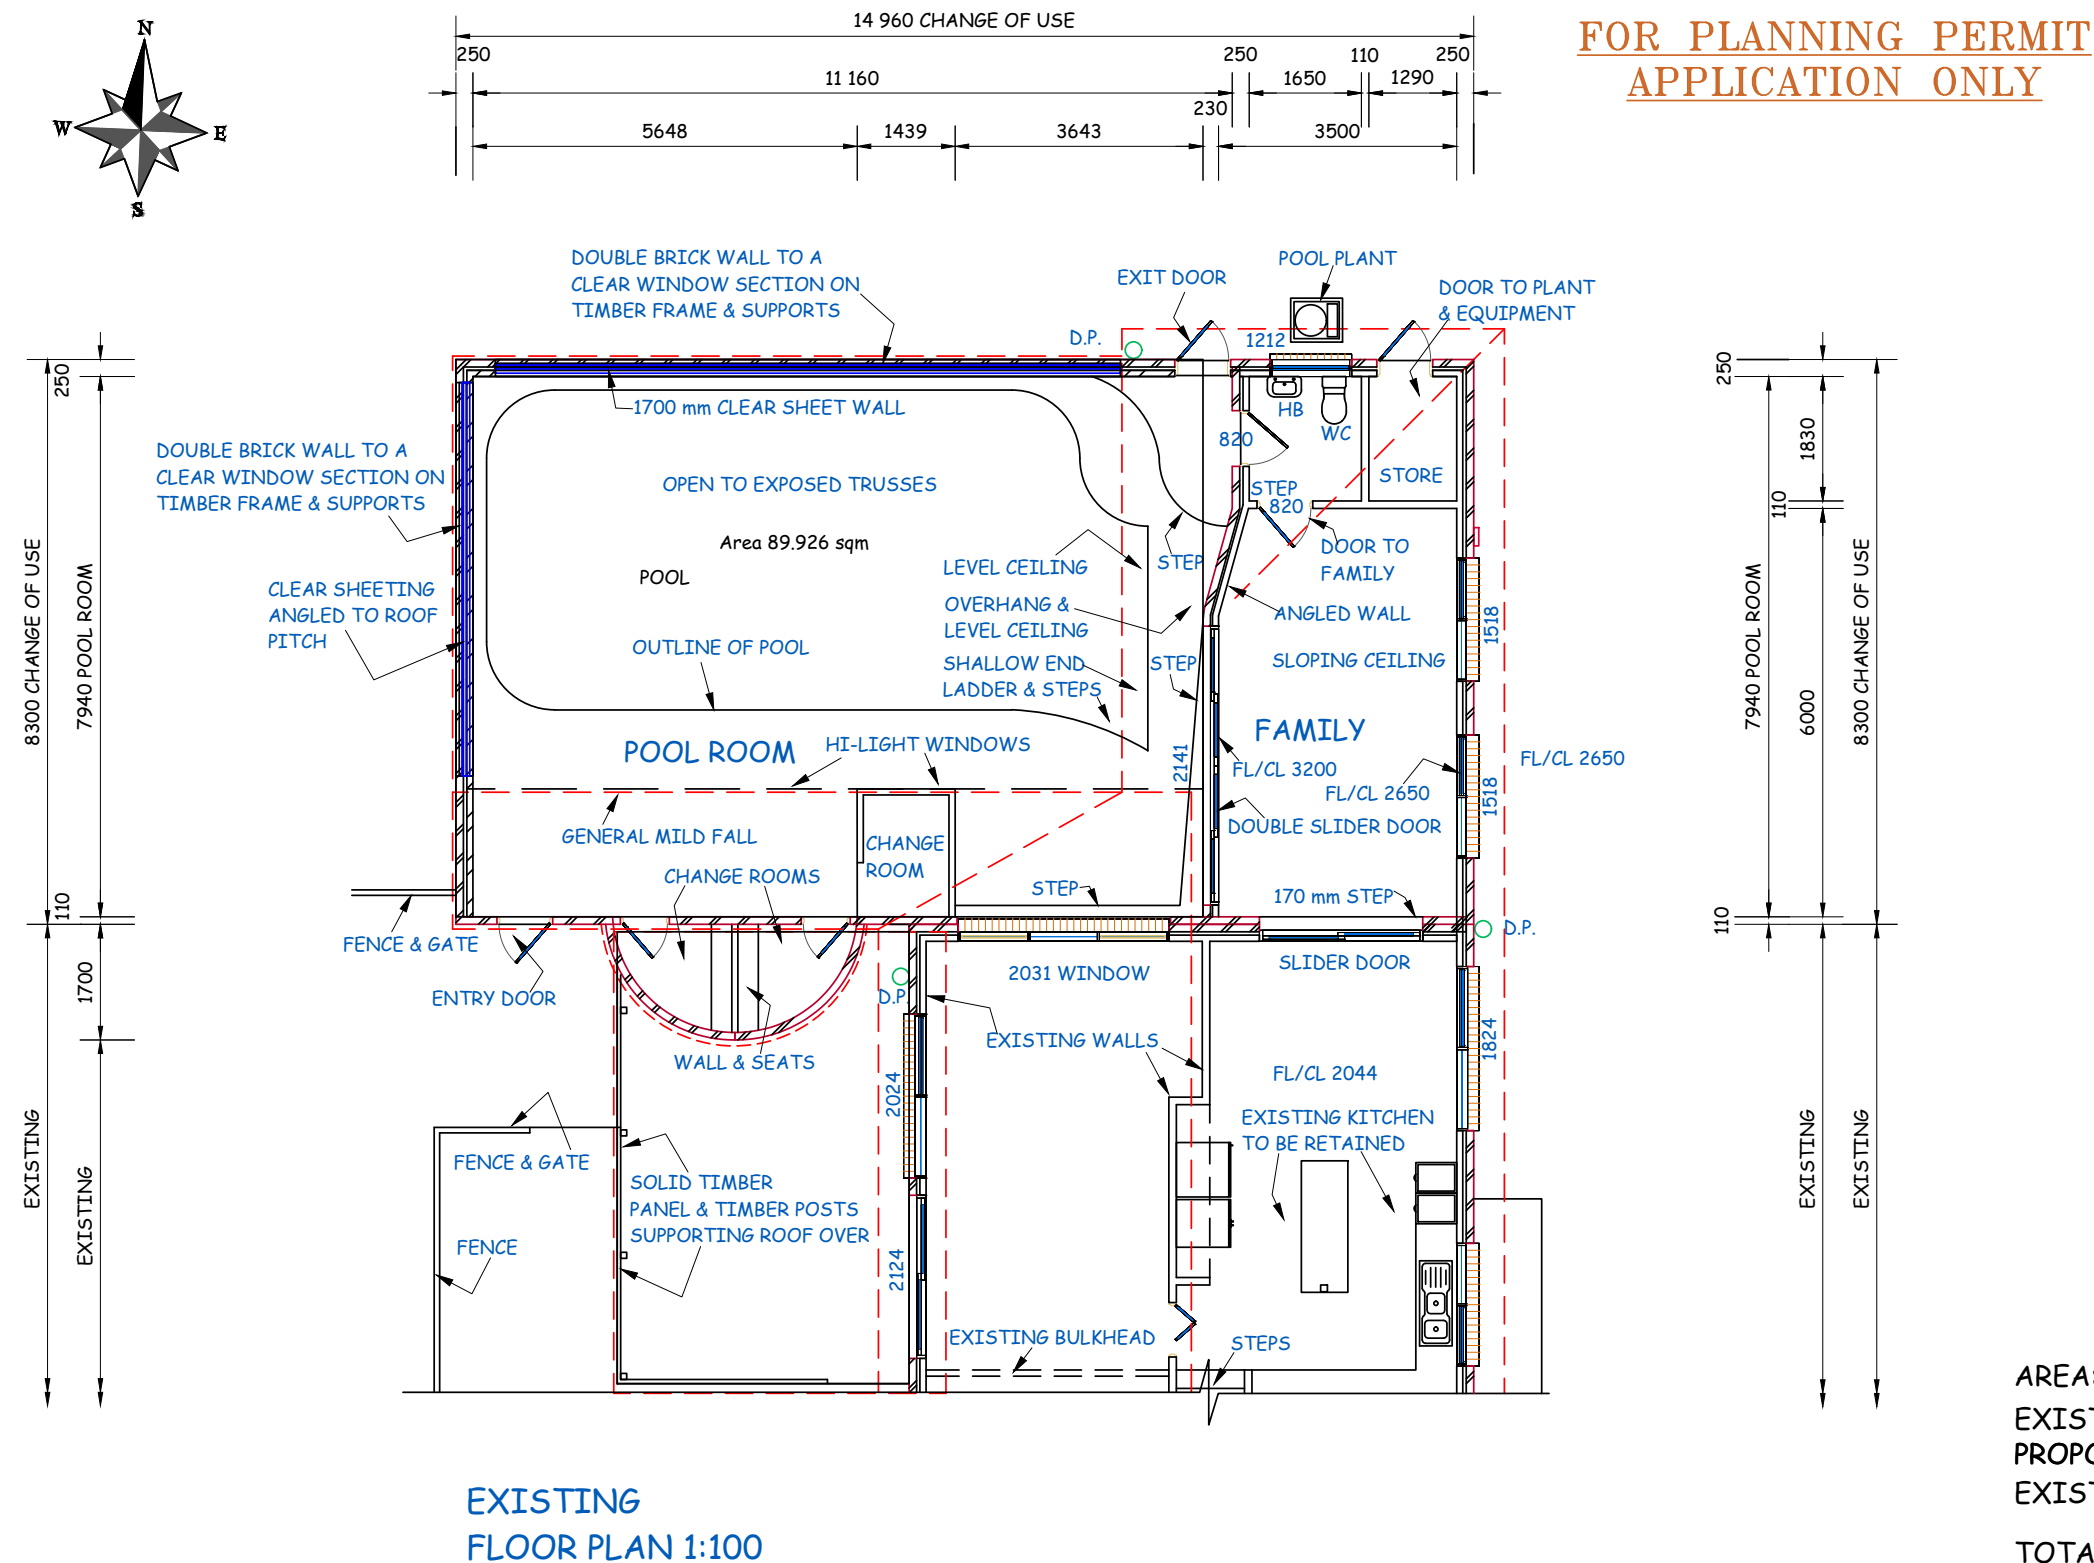 14 960 CHANGE OF USE
FOR PLANNING PERMIT
APPLICATION ONLY
N
W
E
S
250
250
110
250
11 160
1650
1290
230
5648
1439
3643
3500
DOUBLE BRICK WALL TO A
CLEAR WINDOW SECTION ON
TIMBER FRAME & SUPPORTS
EXIT DOOR
POOL PLANT
DOOR TO PLANT
& EQUIPMENT
D.P.
1212
250
250
1700 mm CLEAR SHEET WALL
HB
WC
820
DOUBLE BRICK WALL TO A
CLEAR WINDOW SECTION ON
TIMBER FRAME & SUPPORTS
OPEN TO EXPOSED TRUSSES
STORE
STEP
820
1830
110
Area 89.926 sqm
POOL
LEVEL CEILING
STEP
DOOR TO
FAMILY
CLEAR SHEETING
ANGLED TO ROOF
PITCH
OVERHANG &
LEVEL CEILING
ANGLED WALL
1518
OUTLINE OF POOL
SHALLOW END
LADDER & STEPS
STEP
SLOPING CEILING
8300 CHANGE OF USE
7940 POOL ROOM
7940 POOL ROOM
6000
8300 CHANGE OF USE
POOL ROOM
HI-LIGHT WINDOWS
2141
FAMILY
FL/CL 3200
FL/CL 2650
FL/CL 2650
1518
DOUBLE SLIDER DOOR
GENERAL MILD FALL
CHANGE
ROOM
CHANGE ROOMS
STEP
170 mm STEP
110
110
FENCE & GATE
D.P.
SLIDER DOOR
2031 WINDOW
1700
ENTRY DOOR
D.P.
EXISTING WALLS
WALL & SEATS
1824
FL/CL 2044
2024
EXISTING KITCHEN
TO BE RETAINED
EXISTING
EXISTING
EXISTING
EXISTING
FENCE & GATE
SOLID TIMBER
PANEL & TIMBER POSTS
SUPPORTING ROOF OVER
FENCE
2124
EXISTING BULKHEAD
STEPS
AREA
EXIST
PROPO
EXIST
TOTA
EXISTING
FLOOR PLAN 1:100